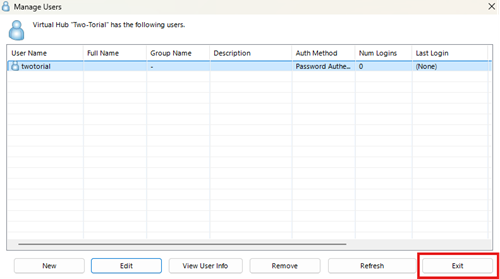 Manage Users
Virtual Hub "Two-Torial" has the following users.
User Name Full Name Group Name Description Auth Method Num Logins Last Login
twotorial - Password Authe... 0 (None)
New Edit View User Info Remove Refresh Exit